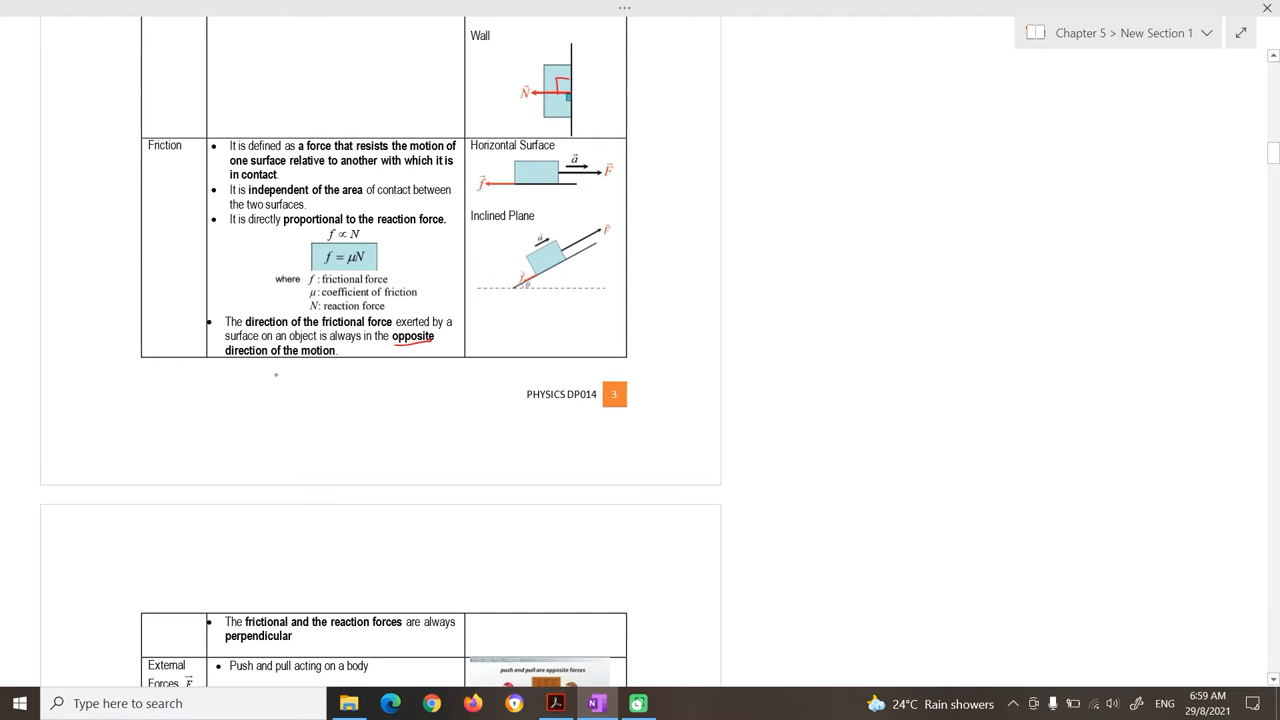 Chapter 5 > New Section 1
Wall
N
Friction
It is defined as a force that resists the motion of
one surface relative to another with which it is
in contact.
It is independent of the area of contact between
the two surfaces.
It is directly proportional to the reaction force.
f ∝ N
f = μN
where f : frictional force
μ: coefficient of friction
N: reaction force
The direction of the frictional force exerted by a
surface on an object is always in the opposite
direction of the motion.
Horizontal Surface
a
F
f
Inclined Plane
a
F
f
θ
PHYSICS DP014 3
The frictional and the reaction forces are always
perpendicular
External
Forces, F
Push and pull acting on a body
push and pull are opposite forces
Type here to search
24°C Rain showers
6:59 AM
29/8/2021